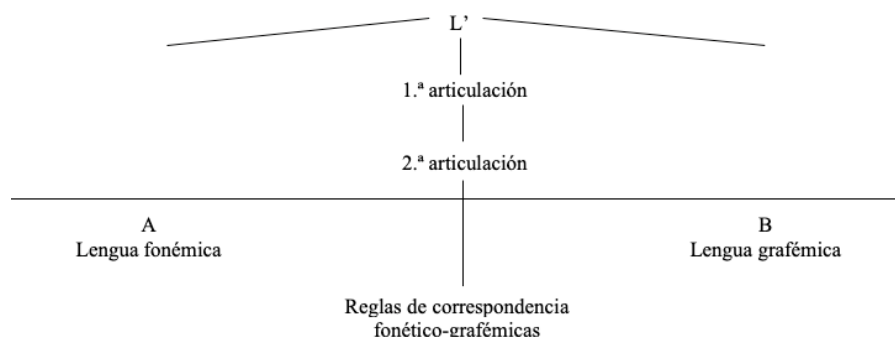 L’
1.ª articulación
2.ª articulación
A
Lengua fonémica
B
Lengua grafémica
Reglas de correspondencia
fonético-grafémicas